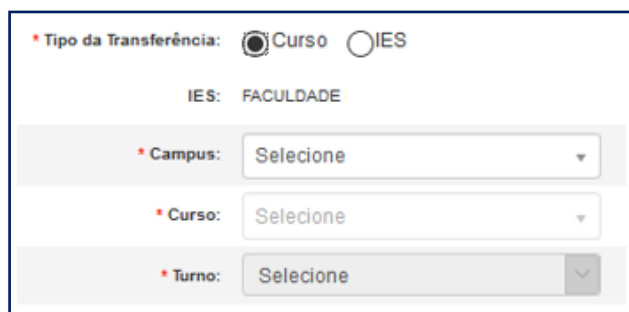 * Tipo da Transferência: Curso IES
IES: FACULDADE
* Campus: Selecione
* Curso: Selecione
* Turno: Selecione